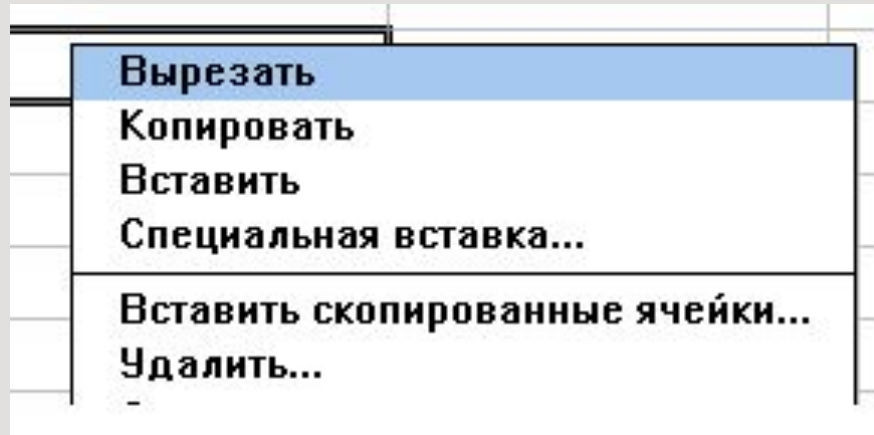 Вырезать
Копировать
Вставить
Специальная вставка...
Вставить скопированные ячейки...
Удалить...